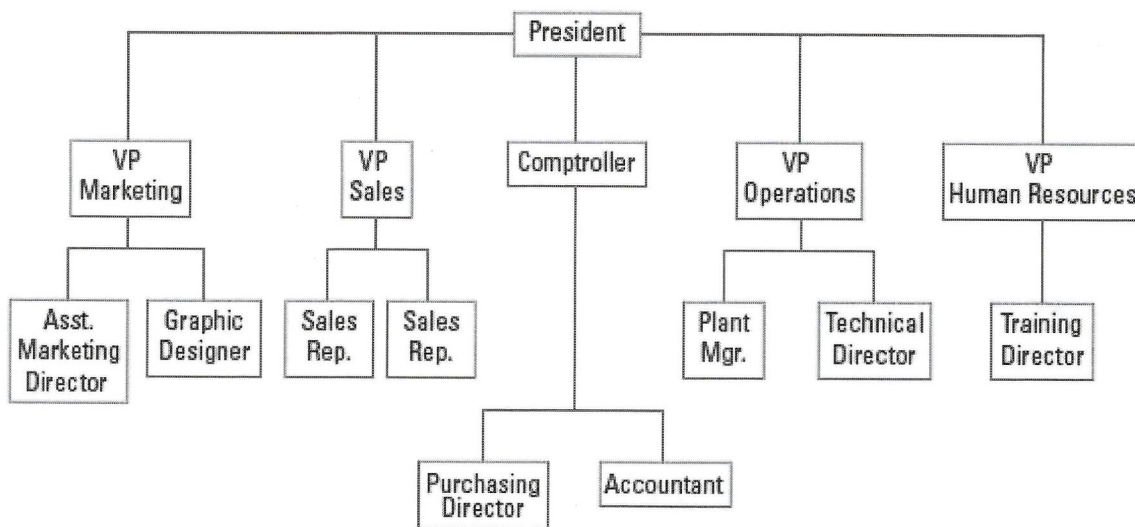 President
VP
Marketing
VP
Sales
Comptroller
VP
Operations
VP
Human Resources
Asst.
Marketing
Director
Graphic
Designer
Sales
Rep.
Sales
Rep.
Plant
Mgr.
Technical
Director
Training
Director
Purchasing
Director
Accountant